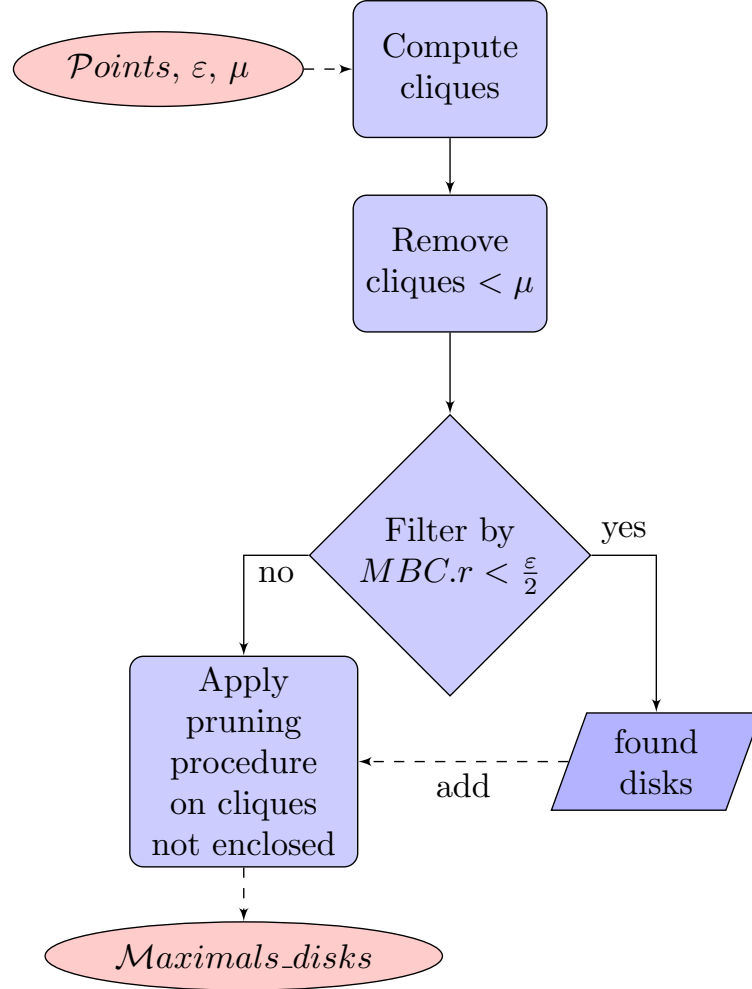 𝒫oints, ε, μ
Compute
cliques
Remove
cliques < μ
Filter by
MBC.r < ε/2
yes
no
Apply
pruning
procedure
on cliques
not enclosed
found
disks
add
ℳaximals_disks